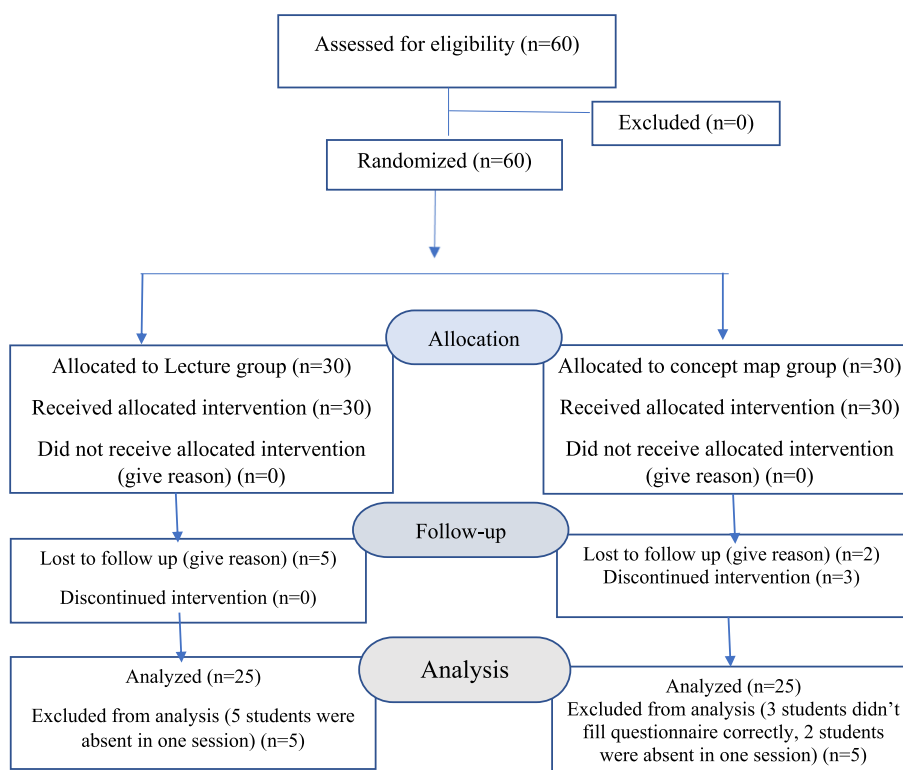 Assessed for eligibility (n=60)
Excluded (n=0)
Randomized (n=60)
Allocation
Allocated to Lecture group (n=30)
Received allocated intervention (n=30)
Did not receive allocated intervention
(give reason) (n=0)
Allocated to concept map group (n=30)
Received allocated intervention (n=30)
Did not receive allocated intervention
(give reason) (n=0)
Follow-up
Lost to follow up (give reason) (n=5)
Discontinued intervention (n=0)
Lost to follow up (give reason) (n=2)
Discontinued intervention (n=3)
Analysis
Analyzed (n=25)
Excluded from analysis (5 students were
absent in one session) (n=5)
Analyzed (n=25)
Excluded from analysis (3 students didn’t
fill questionnaire correctly, 2 students
were absent in one session) (n=5)